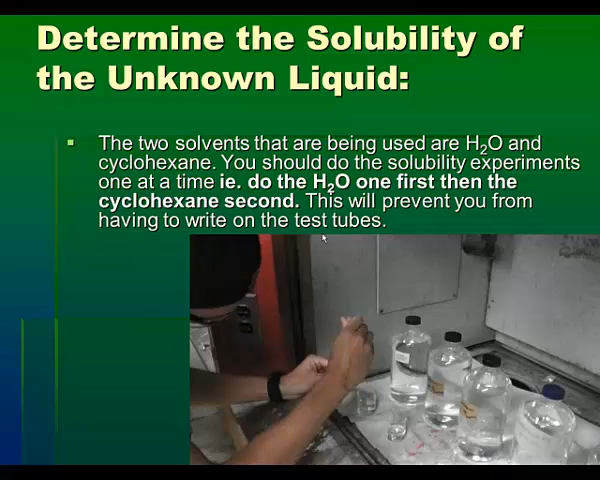 Determine the Solubility of
the Unknown Liquid:
The two solvents that are being used are H₂O and
cyclohexane. You should do the solubility experiments
one at a time ie. do the H₂O one first then the
cyclohexane second. This will prevent you from
having to write on the test tubes.